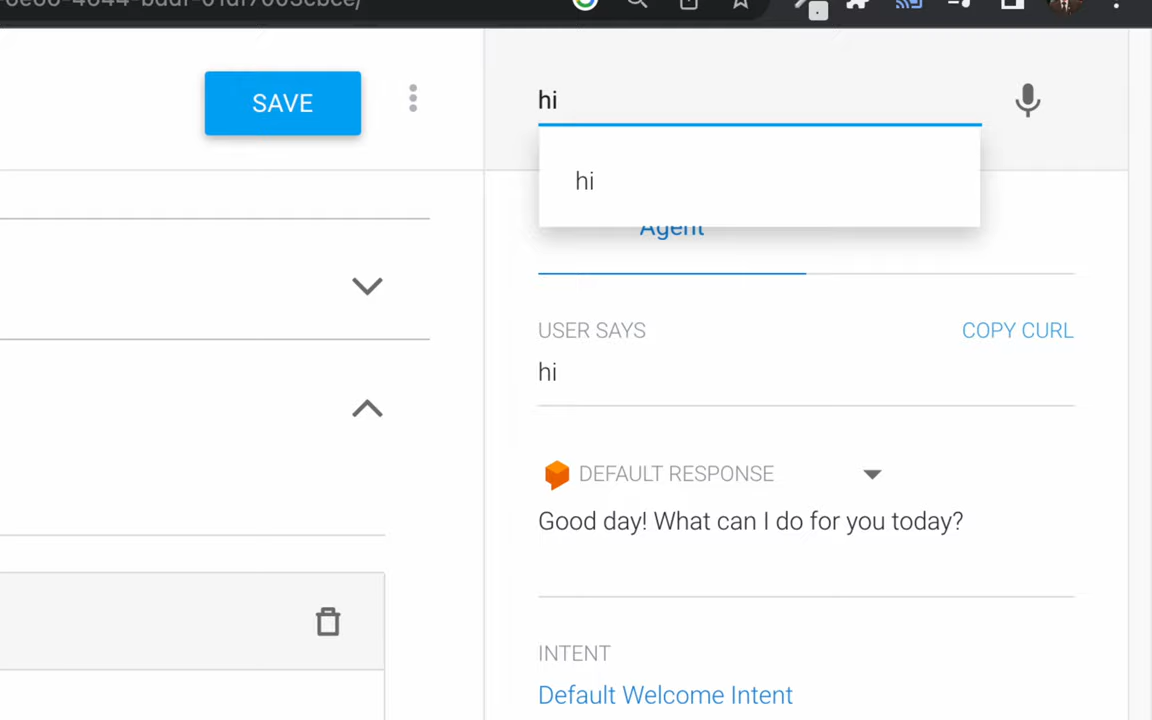 SAVE
hi
hi
Agent
USER SAYS
COPY CURL
hi
DEFAULT RESPONSE
Good day! What can I do for you today?
INTENT
Default Welcome Intent